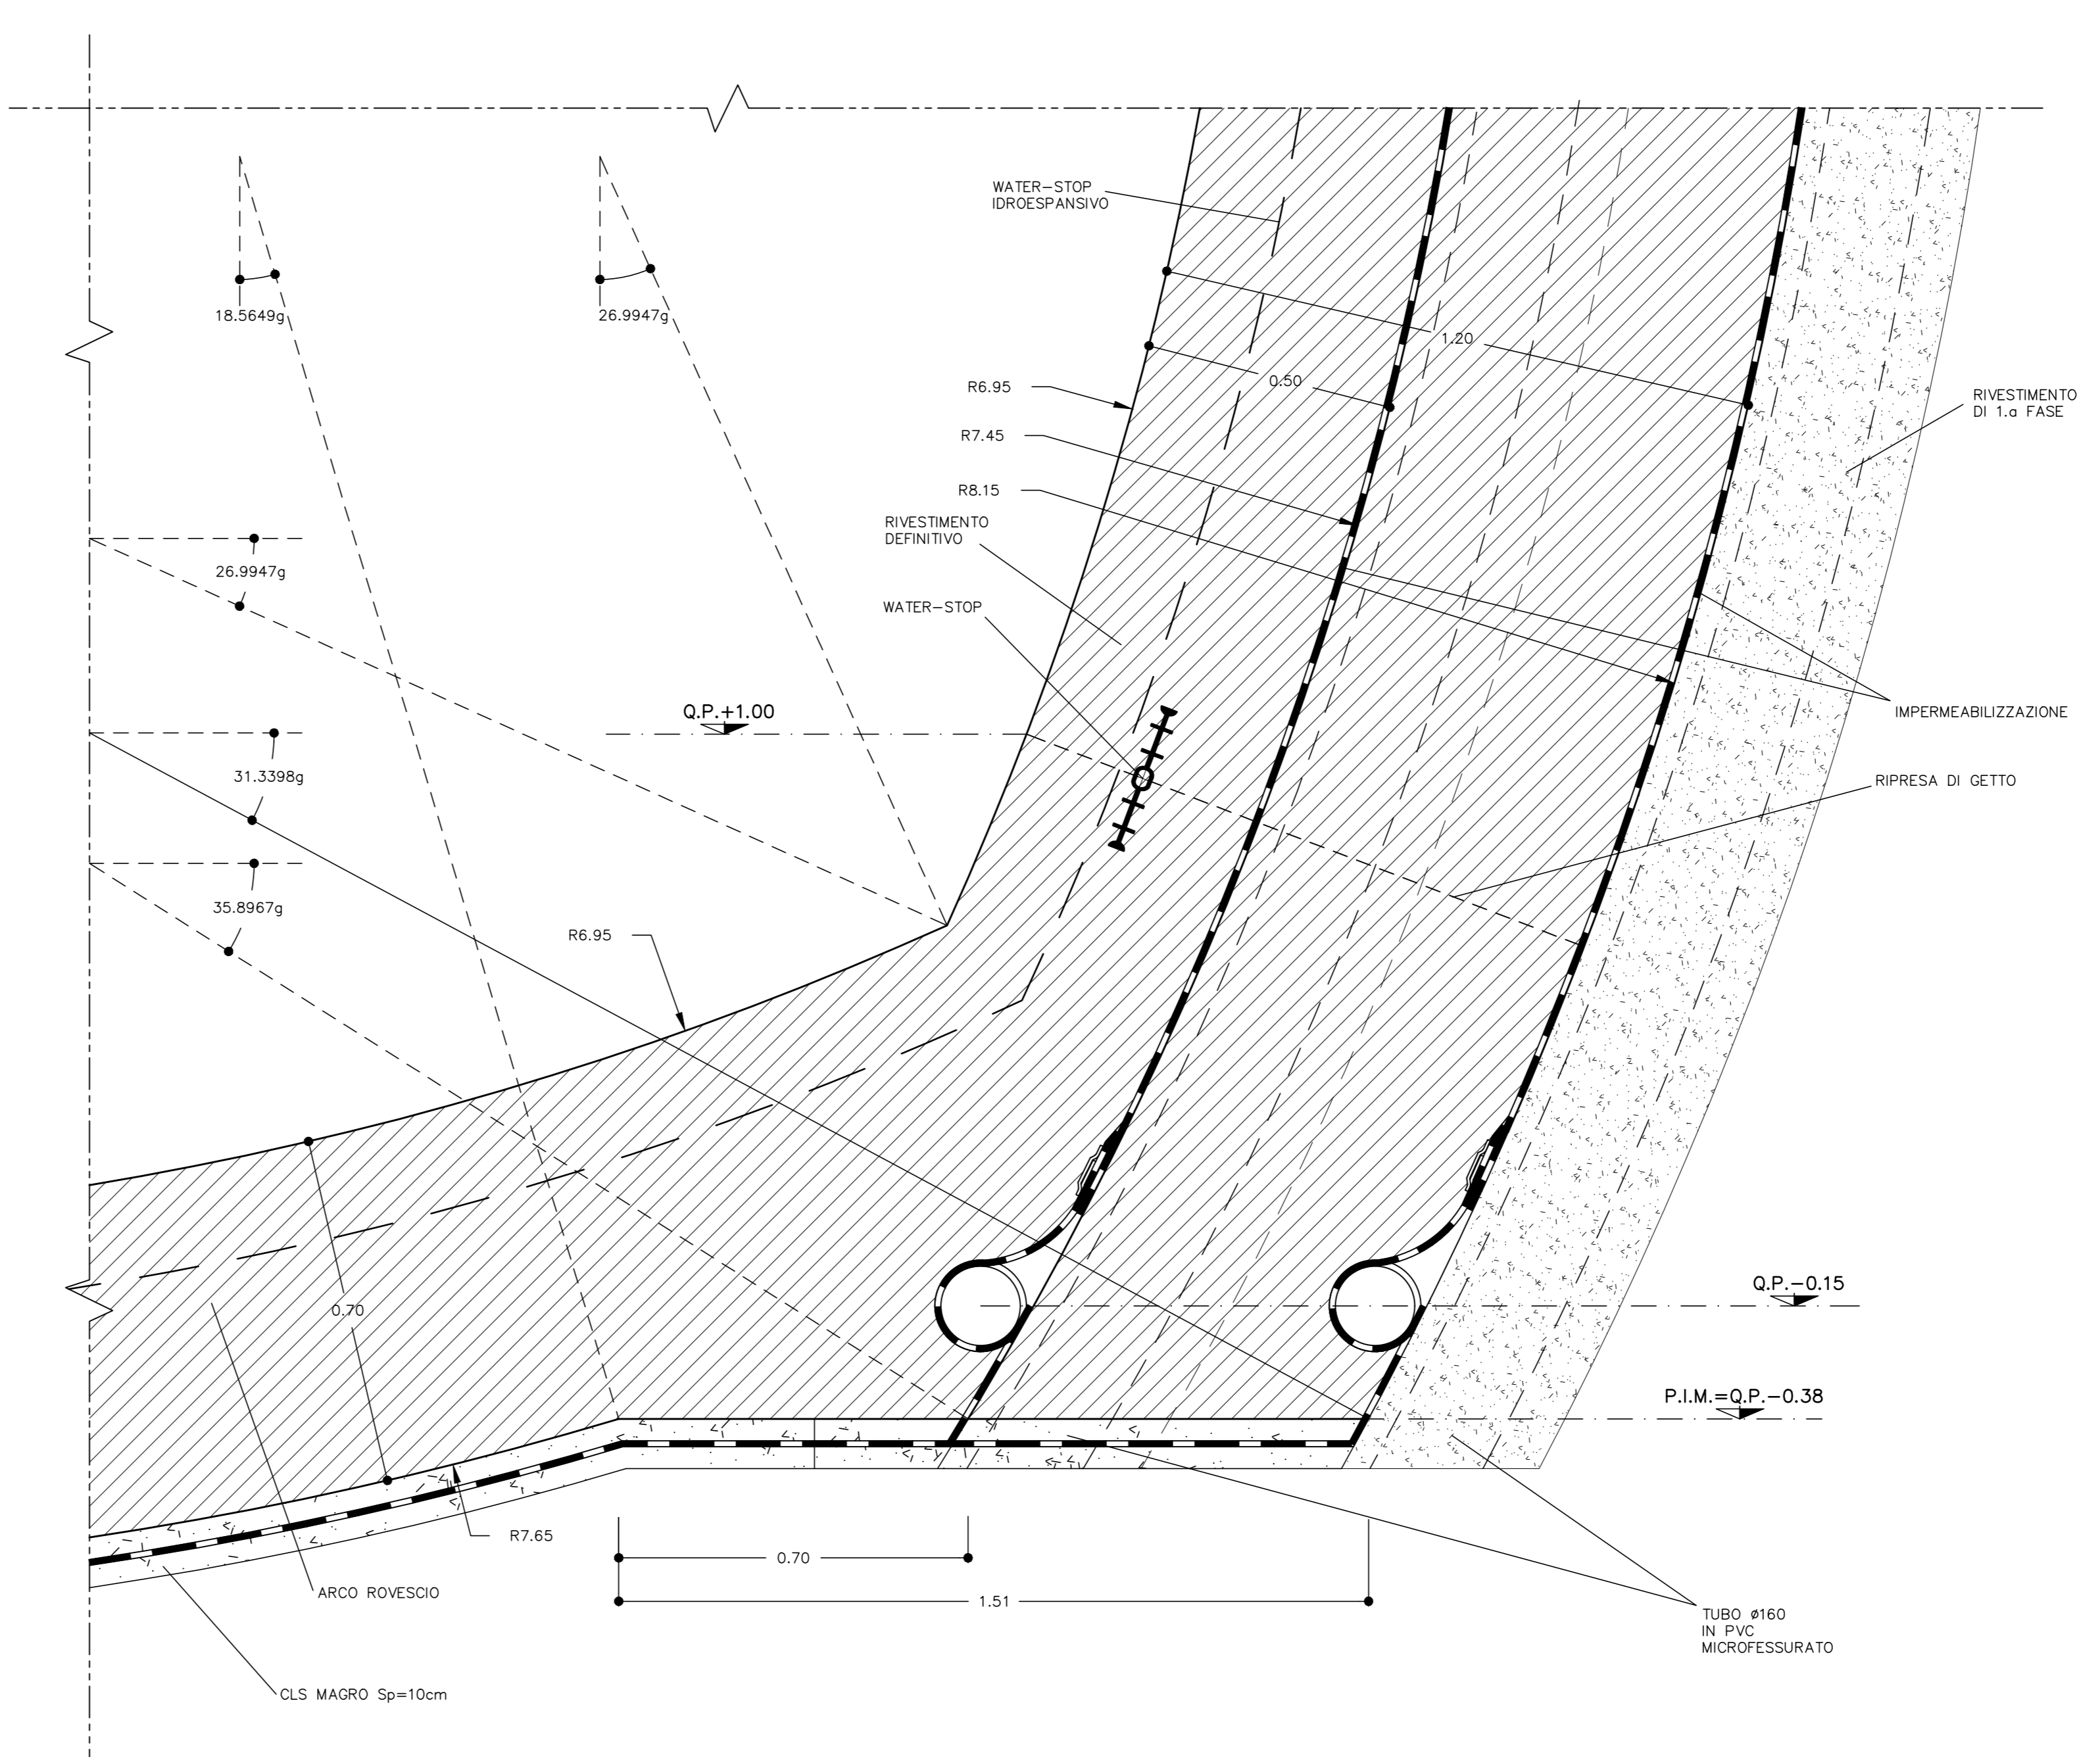 WATER-STOP
IDROESPANSIVO
18.5649g
26.9947g
1.20
0.50
R6.95
RIVESTIMENTO
DI 1.a FASE
R7.45
R8.15
RIVESTIMENTO
DEFINITIVO
26.9947g
WATER-STOP
Q.P.+1.00
IMPERMEABILIZZAZIONE
31.3398g
RIPRESA DI GETTO
35.8967g
R6.95
Q.P.-0.15
0.70
P.I.M.=Q.P.-0.38
R7.65
0.70
ARCO ROVESCIO
1.51
TUBO ø160
IN PVC
MICROFESSURATO
CLS MAGRO Sp=10cm